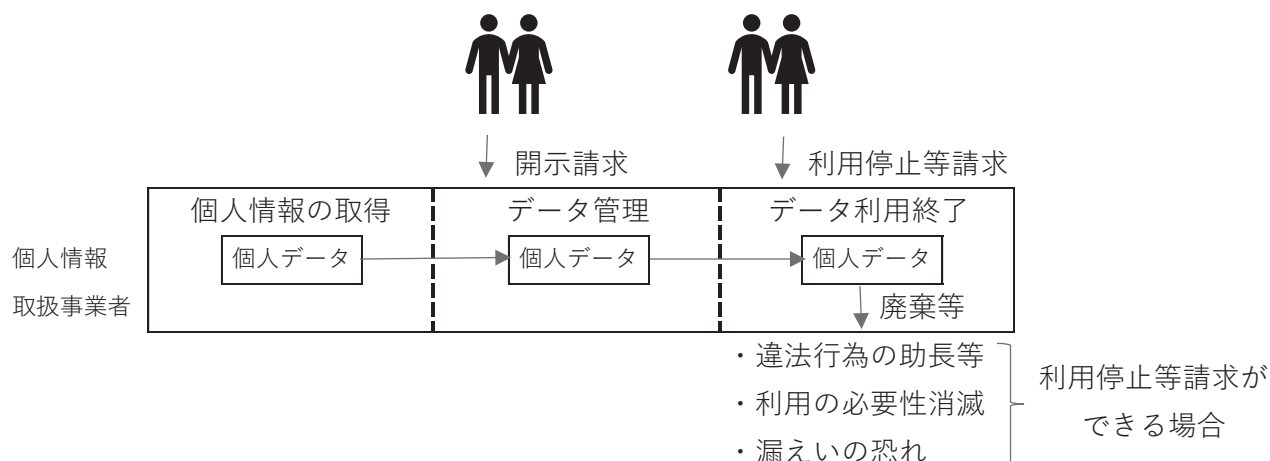 開示請求
利用停止等請求
個人情報の取得
データ管理
データ利用終了
個人情報
取扱事業者
個人データ
個人データ
個人データ
廃棄等
・違法行為の助長等
・利用の必要性消滅
・漏えいの恐れ
利用停止等請求が
できる場合